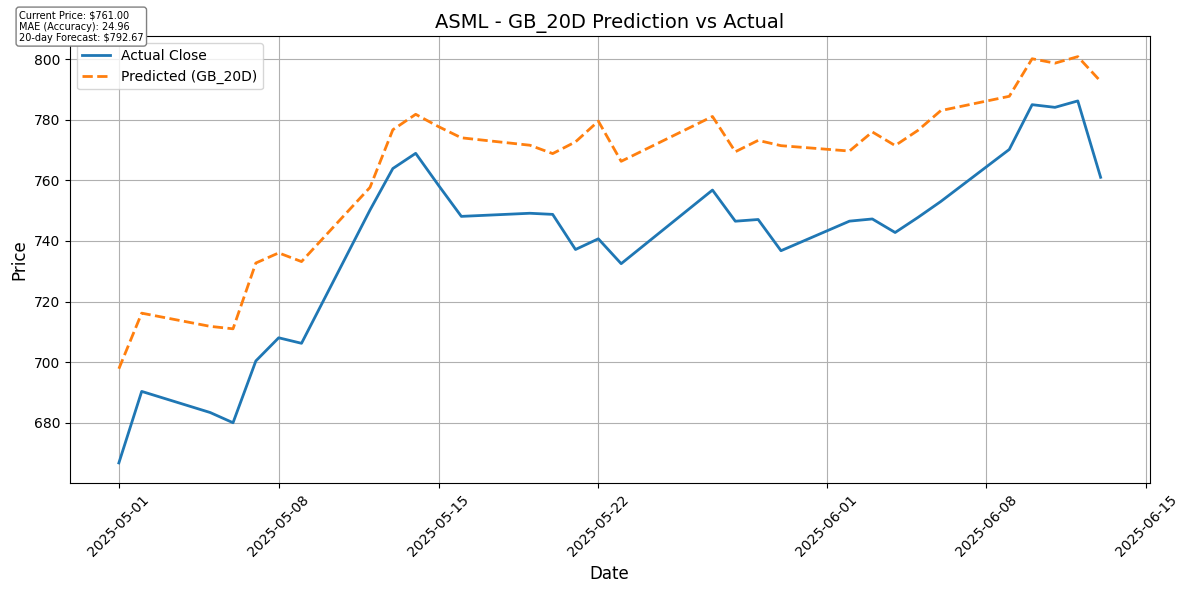 Current Price: $761.00
MAE (Accuracy): 24.96
20-day Forecast: $792.67
ASML - GB_20D Prediction vs Actual
Actual Close
Predicted (GB_20D)
800
780
760
740
720
700
680
Price
2025-05-01
2025-05-08
2025-05-15
2025-05-22
2025-06-01
2025-06-08
2025-06-15
Date